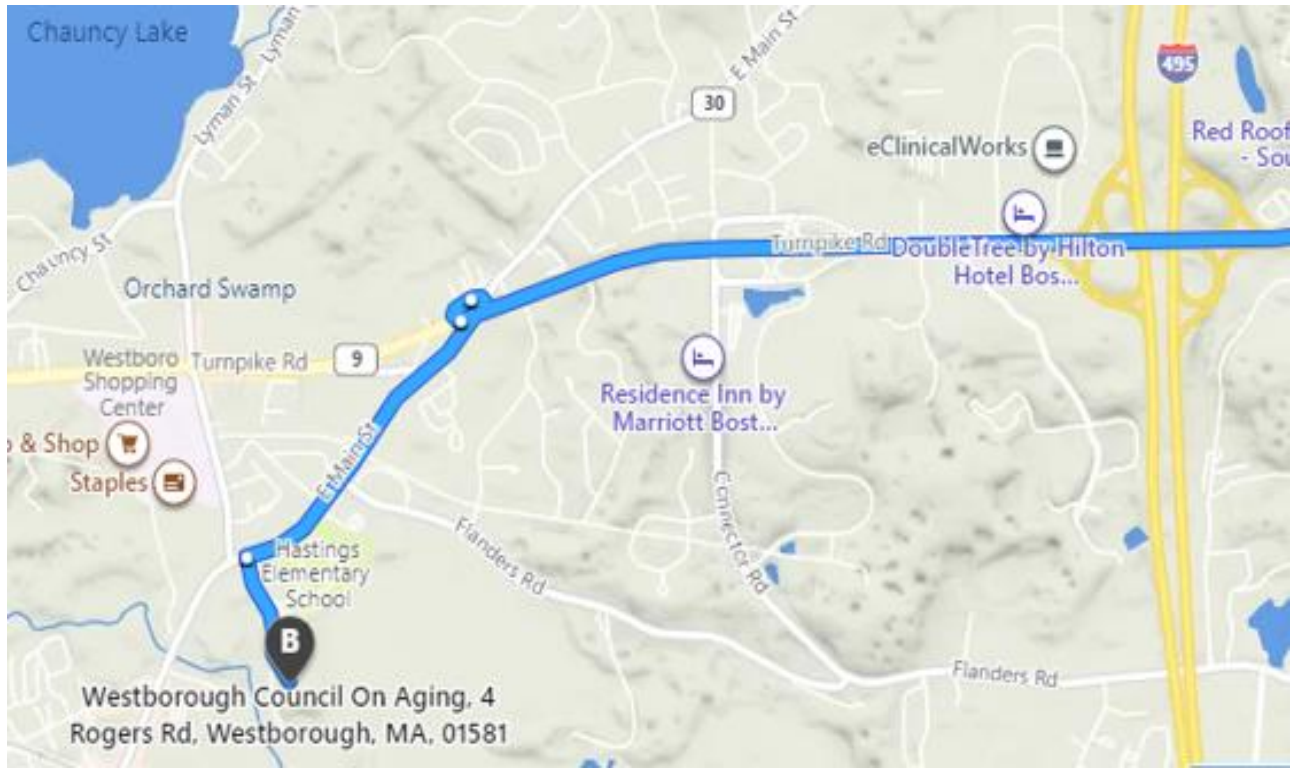 Chauncy Lake
Lyman St
Lyman
E Main St
30
495
Red Roof
- Sou
eClinicalWorks
Chauncy St
Turnpike Rd
DoubleTree by Hilton
Hotel Bos...
Orchard Swamp
Westboro
Shopping
Center
Turnpike Rd
9
Residence Inn by
Marriott Bost...
p & Shop
Staples
E Main St
Connector Rd
Flanders Rd
Hastings
Elementary
School
B
Flanders Rd
Westborough Council On Aging, 4
Rogers Rd, Westborough, MA, 01581